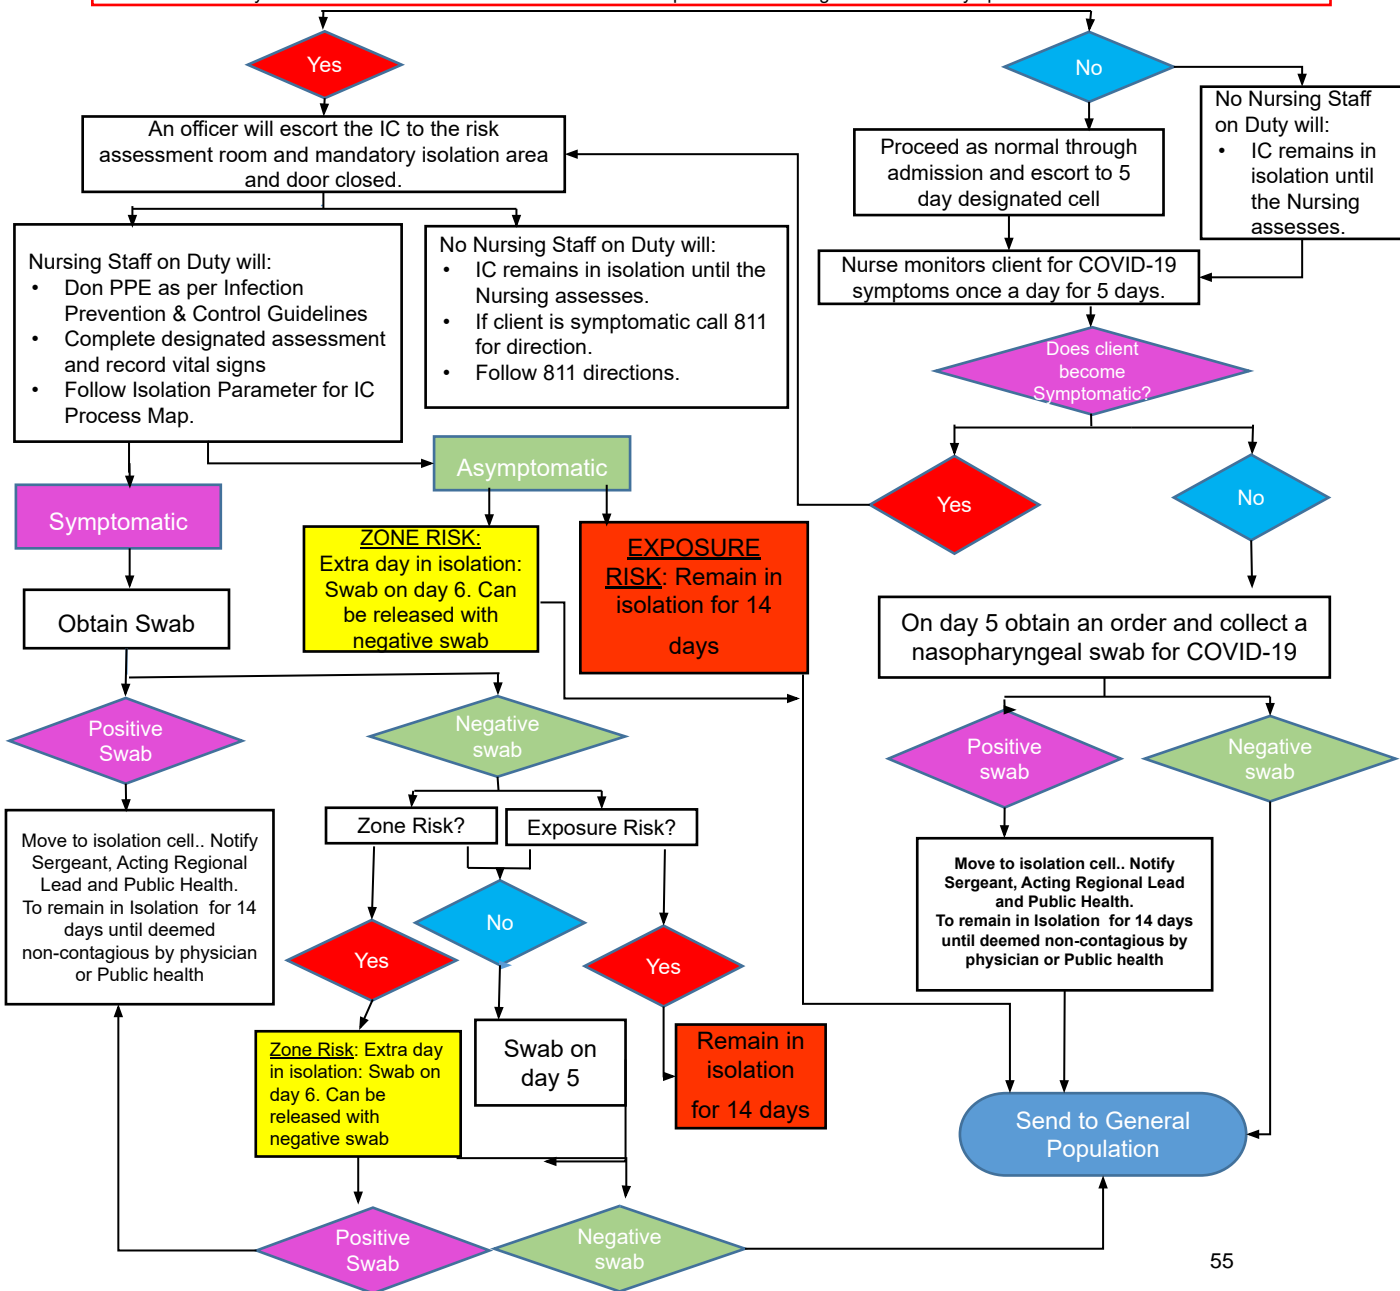 Yes
No
An officer will escort the IC to the risk
assessment room and mandatory isolation area
and door closed.
Proceed as normal through
admission and escort to 5
day designated cell
No Nursing Staff
on Duty will:
• IC remains in
isolation until
the Nursing
assesses.
Nursing Staff on Duty will:
• Don PPE as per Infection
Prevention & Control Guidelines
• Complete designated assessment
and record vital signs
• Follow Isolation Parameter for IC
Process Map.
No Nursing Staff on Duty will:
• IC remains in isolation until the
Nursing assesses.
• If client is symptomatic call 811
for direction.
• Follow 811 directions.
Nurse monitors client for COVID-19
symptoms once a day for 5 days.
Does client
become
Symptomatic?
Asymptomatic
Symptomatic
Yes
No
ZONE RISK:
Extra day in isolation:
Swab on day 6. Can
be released with
negative swab
EXPOSURE
RISK: Remain in
isolation for 14
days
Obtain Swab
On day 5 obtain an order and collect a
nasopharyngeal swab for COVID-19
Positive
Swab
Negative
swab
Positive
swab
Negative
swab
Zone Risk?
Exposure Risk?
Move to isolation cell.. Notify
Sergeant, Acting Regional
Lead and Public Health.
To remain in Isolation for 14
days until deemed
non-contagious by physician
or Public health
Move to isolation cell.. Notify
Sergeant, Acting Regional Lead
and Public Health.
To remain in Isolation for 14 days
until deemed non-contagious by
physician or Public health
Yes
No
Yes
Zone Risk: Extra day
in isolation: Swab on
day 6. Can be
released with
negative swab
Swab on
day 5
Remain in
isolation
for 14 days
Send to General
Population
Positive
Swab
Negative
swab
55